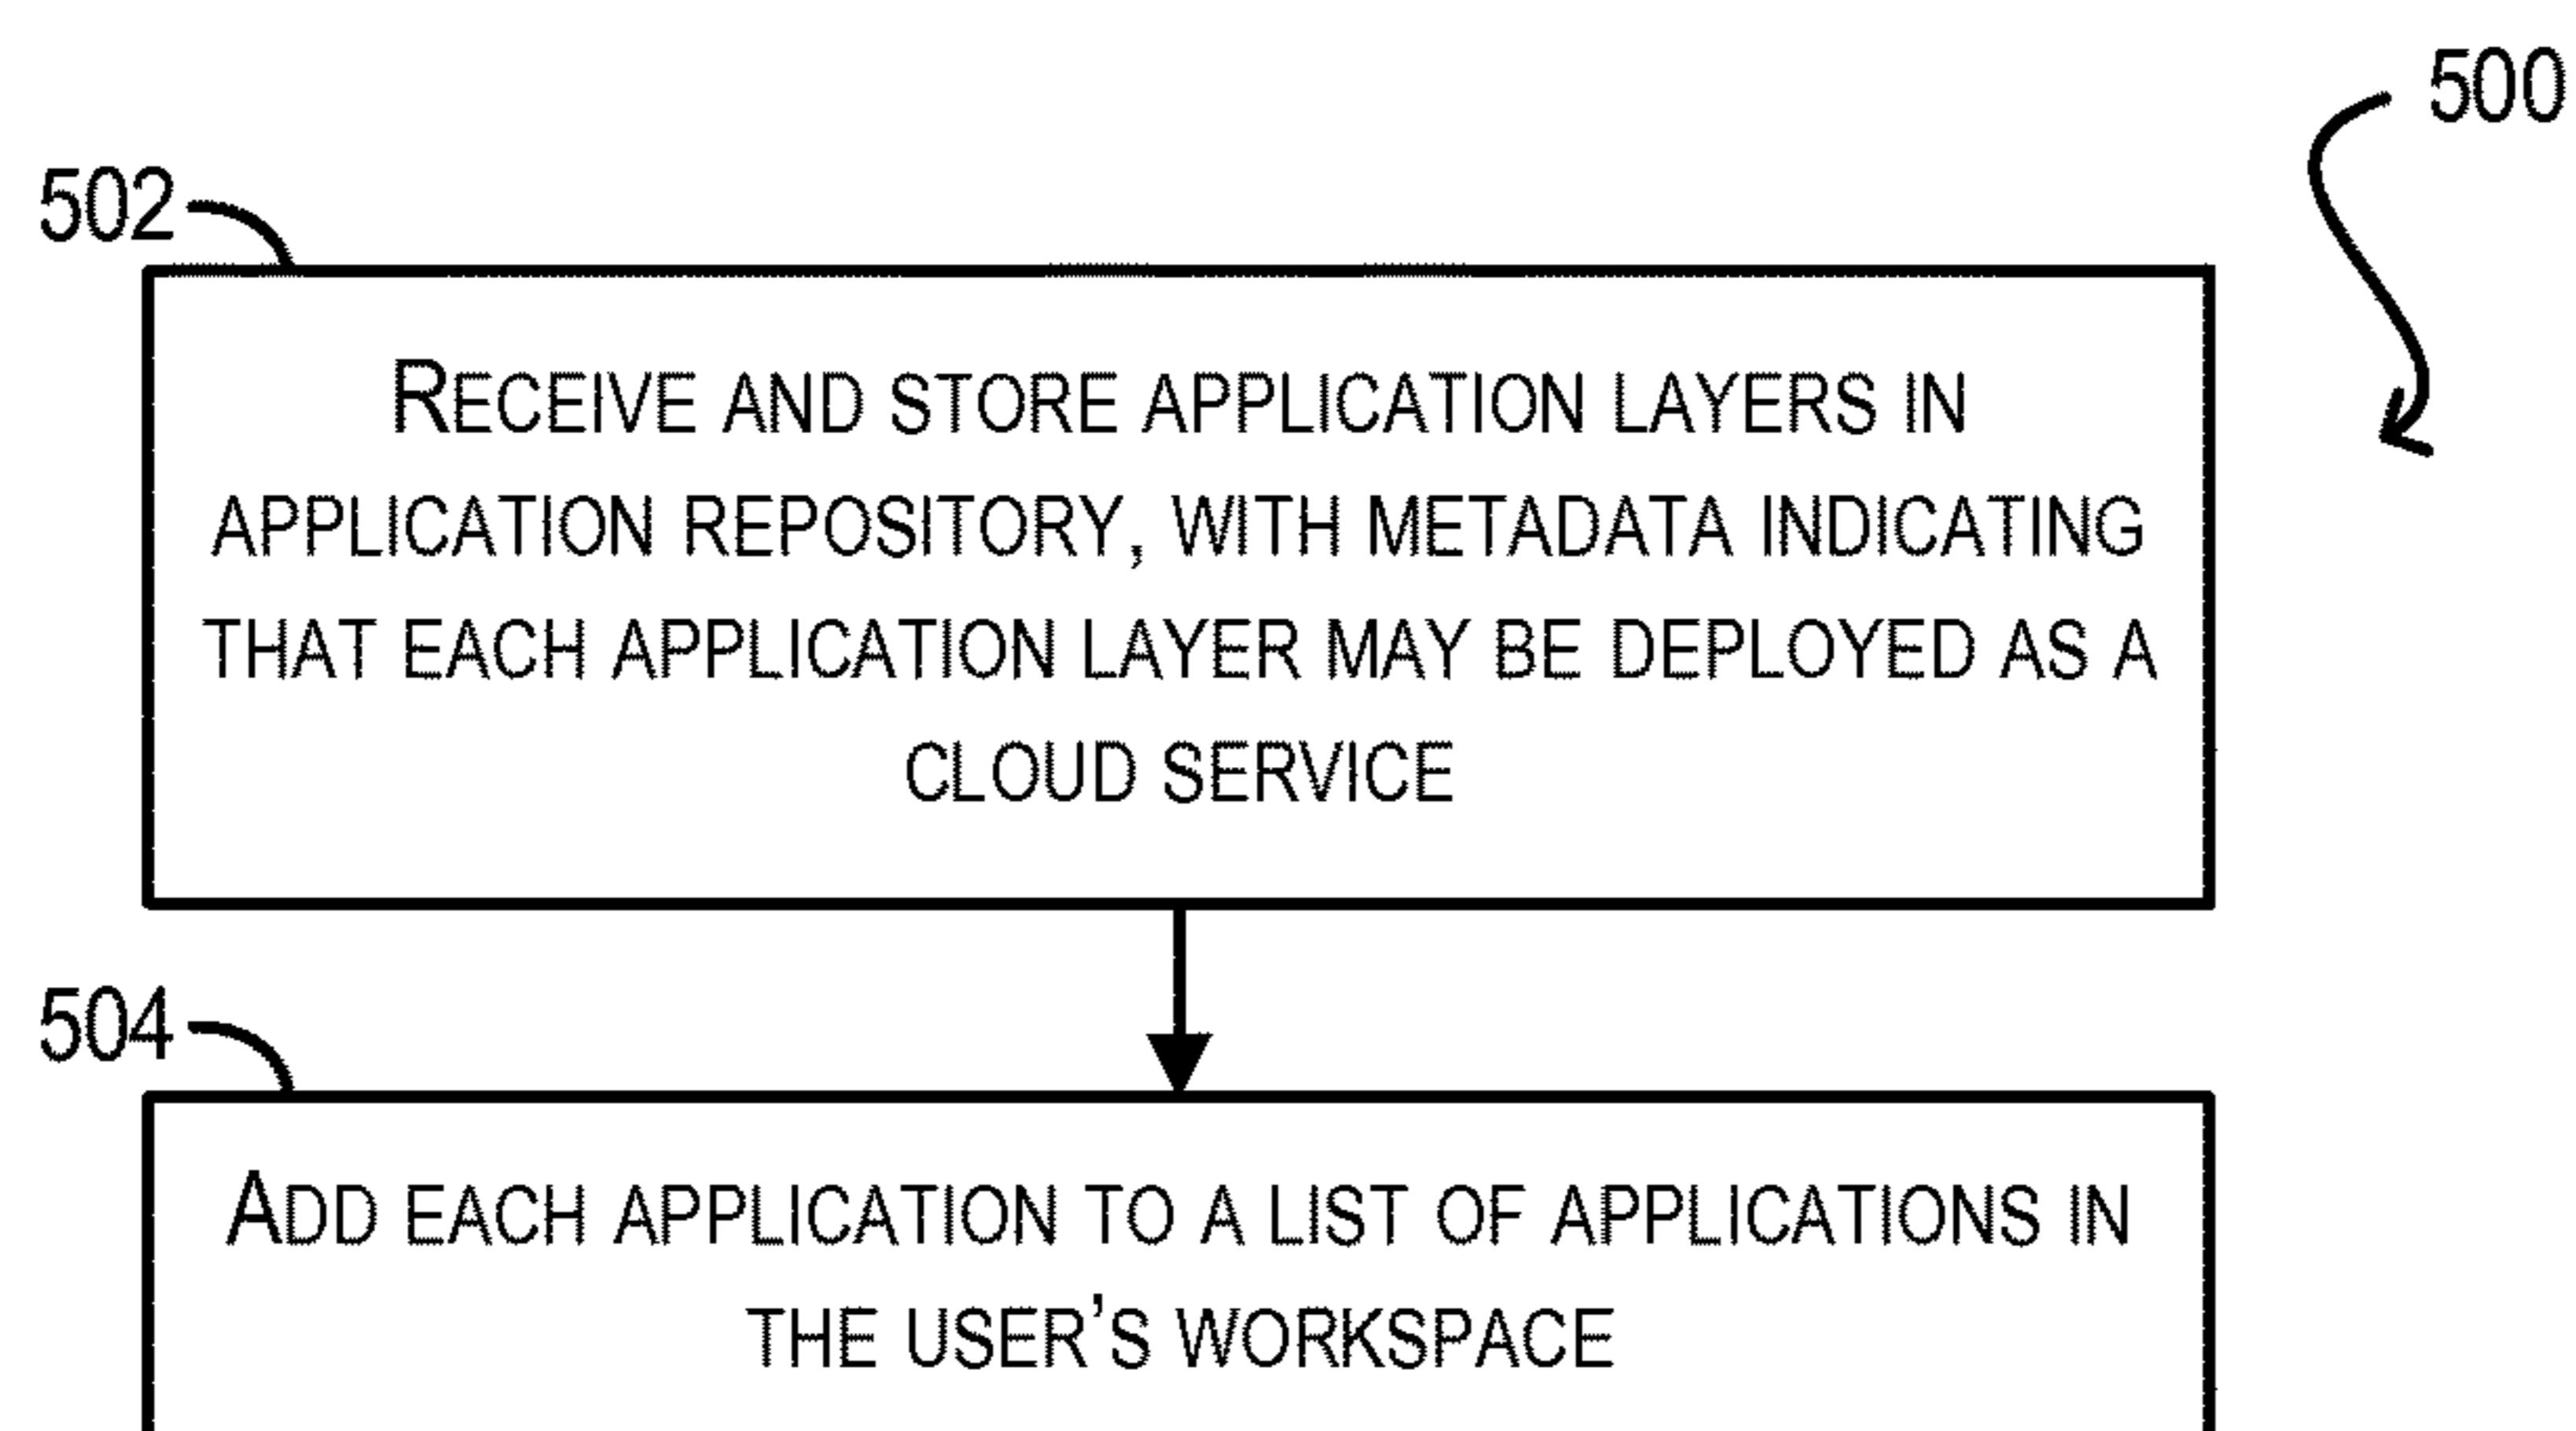 500
502
RECEIVE AND STORE APPLICATION LAYERS IN
APPLICATION REPOSITORY, WITH METADATA INDICATING
THAT EACH APPLICATION LAYER MAY BE DEPLOYED AS A
CLOUD SERVICE
504
ADD EACH APPLICATION TO A LIST OF APPLICATIONS IN
THE USER’S WORKSPACE